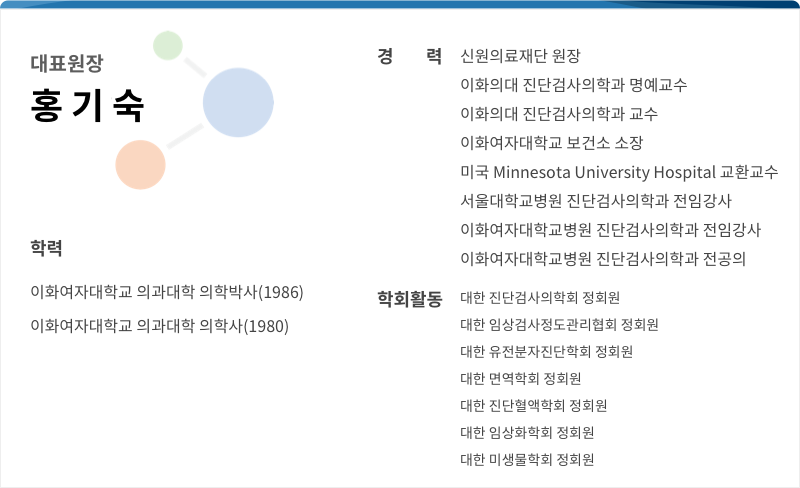 대표원장
홍기숙
학력
이화여자대학교 의과대학 의학박사(1986)
이화여자대학교 의과대학 의학사(1980)
경 력
신원의료재단 원장
이화의대 진단검사의학과 명예교수
이화의대 진단검사의학과 교수
이화여자대학교 보건소 소장
미국 Minnesota University Hospital 교환교수
서울대학교병원 진단검사의학과 전임강사
이화여자대학교병원 진단검사의학과 전임강사
이화여자대학교병원 진단검사의학과 전공의
학회활동
대한 진단검사의학회 정회원
대한 임상검사정도관리협회 정회원
대한 유전분자진단학회 정회원
대한 면역학회 정회원
대한 진단혈액학회 정회원
대한 임상화학회 정회원
대한 미생물학회 정회원